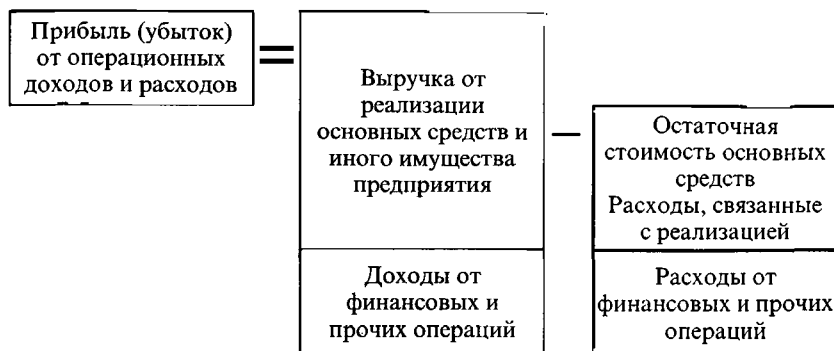 Прибыль (убыток)
от операционных
доходов и расходов
=
Выручка от
реализации
основных средств и
иного имущества
предприятия
—
Остаточная
стоимость основных
средств
Расходы, связанные
с реализацией
Доходы от
финансовых и
прочих операций
Расходы от
финансовых и прочих
операций